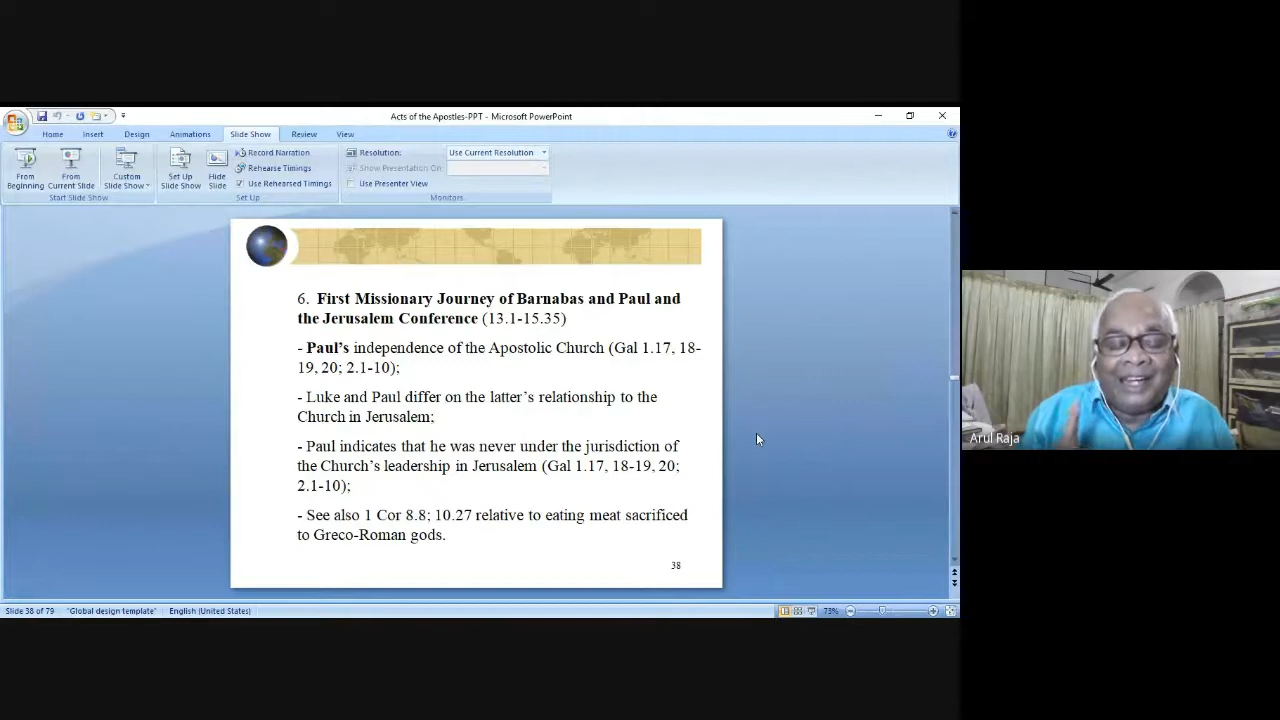 Acts of the Apostles-PPT - Microsoft PowerPoint
Home Insert Design Animations Slide Show Review View
From Beginning
From Current Slide
Custom Slide Show
Set Up Slide Show
Hide Slide
Record Narration
Rehearse Timings
Use Rehearsed Timings
Resolution: Use Current Resolution
Show Presentation On:
Use Presenter View
Start Slide Show Set Up Monitors
6. First Missionary Journey of Barnabas and Paul and
the Jerusalem Conference (13.1-15.35)
- Paul’s independence of the Apostolic Church (Gal 1.17, 18-
19, 20; 2.1-10);
- Luke and Paul differ on the latter’s relationship to the
Church in Jerusalem;
- Paul indicates that he was never under the jurisdiction of
the Church’s leadership in Jerusalem (Gal 1.17, 18-19, 20;
2.1-10);
- See also 1 Cor 8.8; 10.27 relative to eating meat sacrificed
to Greco-Roman gods.
38
Slide 38 of 79 "Global design template" English (United States) 73%
Arul Raja